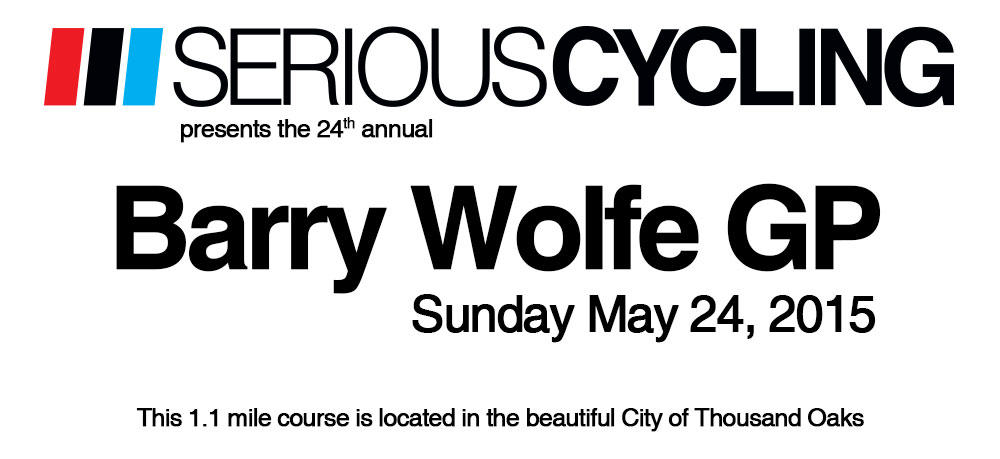 SERIOUSCYCLING
presents the 24th annual
Barry Wolfe GP
Sunday May 24, 2015
This 1.1 mile course is located in the beautiful City of Thousand Oaks